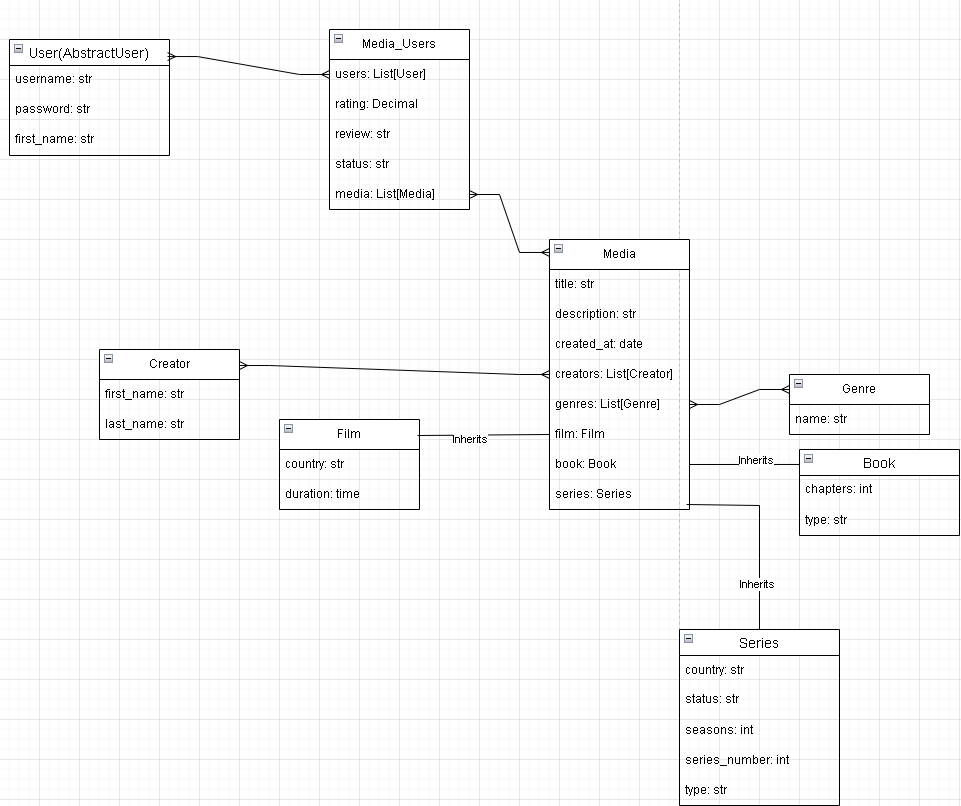 User(AbstractUser)
username: str
password: str
first_name: str
Media_Users
users: List[User]
rating: Decimal
review: str
status: str
media: List[Media]
Media
title: str
description: str
created_at: date
creators: List[Creator]
genres: List[Genre]
film: Film
book: Book
series: Series
Creator
first_name: str
last_name: str
Film
country: str
duration: time
Inherits
Genre
name: str
Inherits
Book
chapters: int
type: str
Inherits
Series
country: str
status: str
seasons: int
series_number: int
type: str